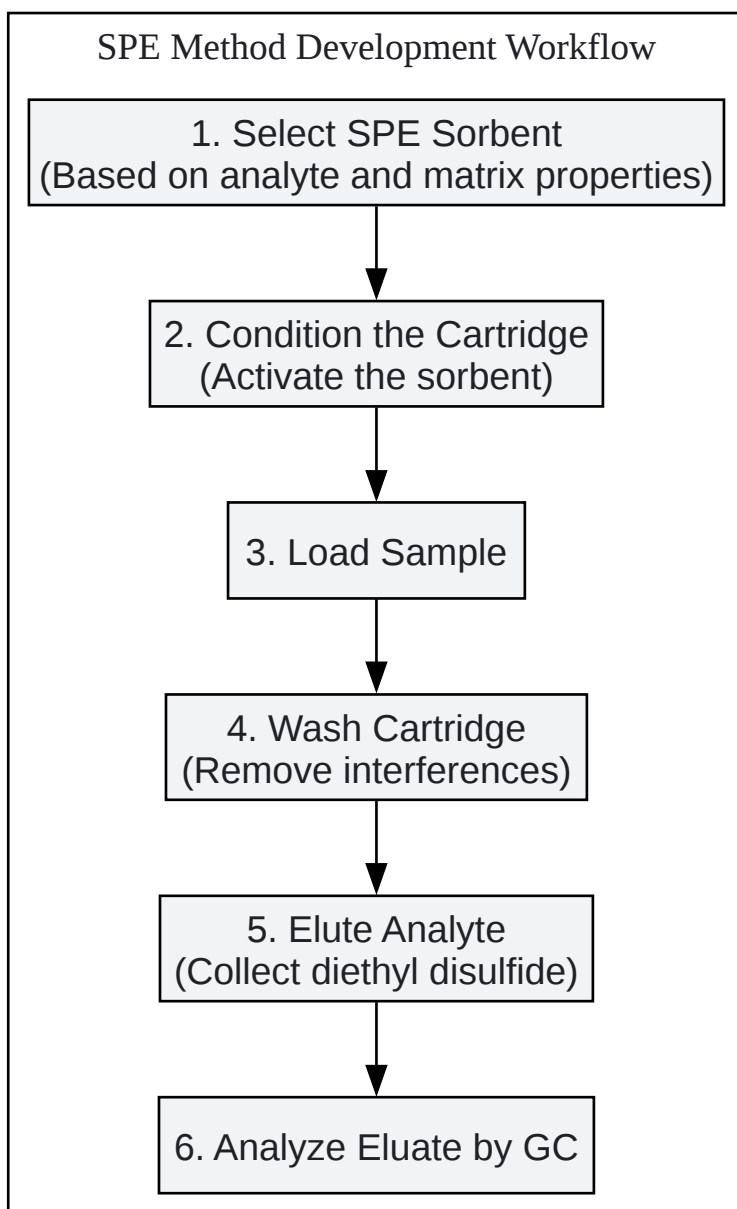 SPE Method Development Workflow
1. Select SPE Sorbent
(Based on analyte and matrix properties)
2. Condition the Cartridge
(Activate the sorbent)
3. Load Sample
4. Wash Cartridge
(Remove interferences)
5. Elute Analyte
(Collect diethyl disulfide)
6. Analyze Eluate by GC